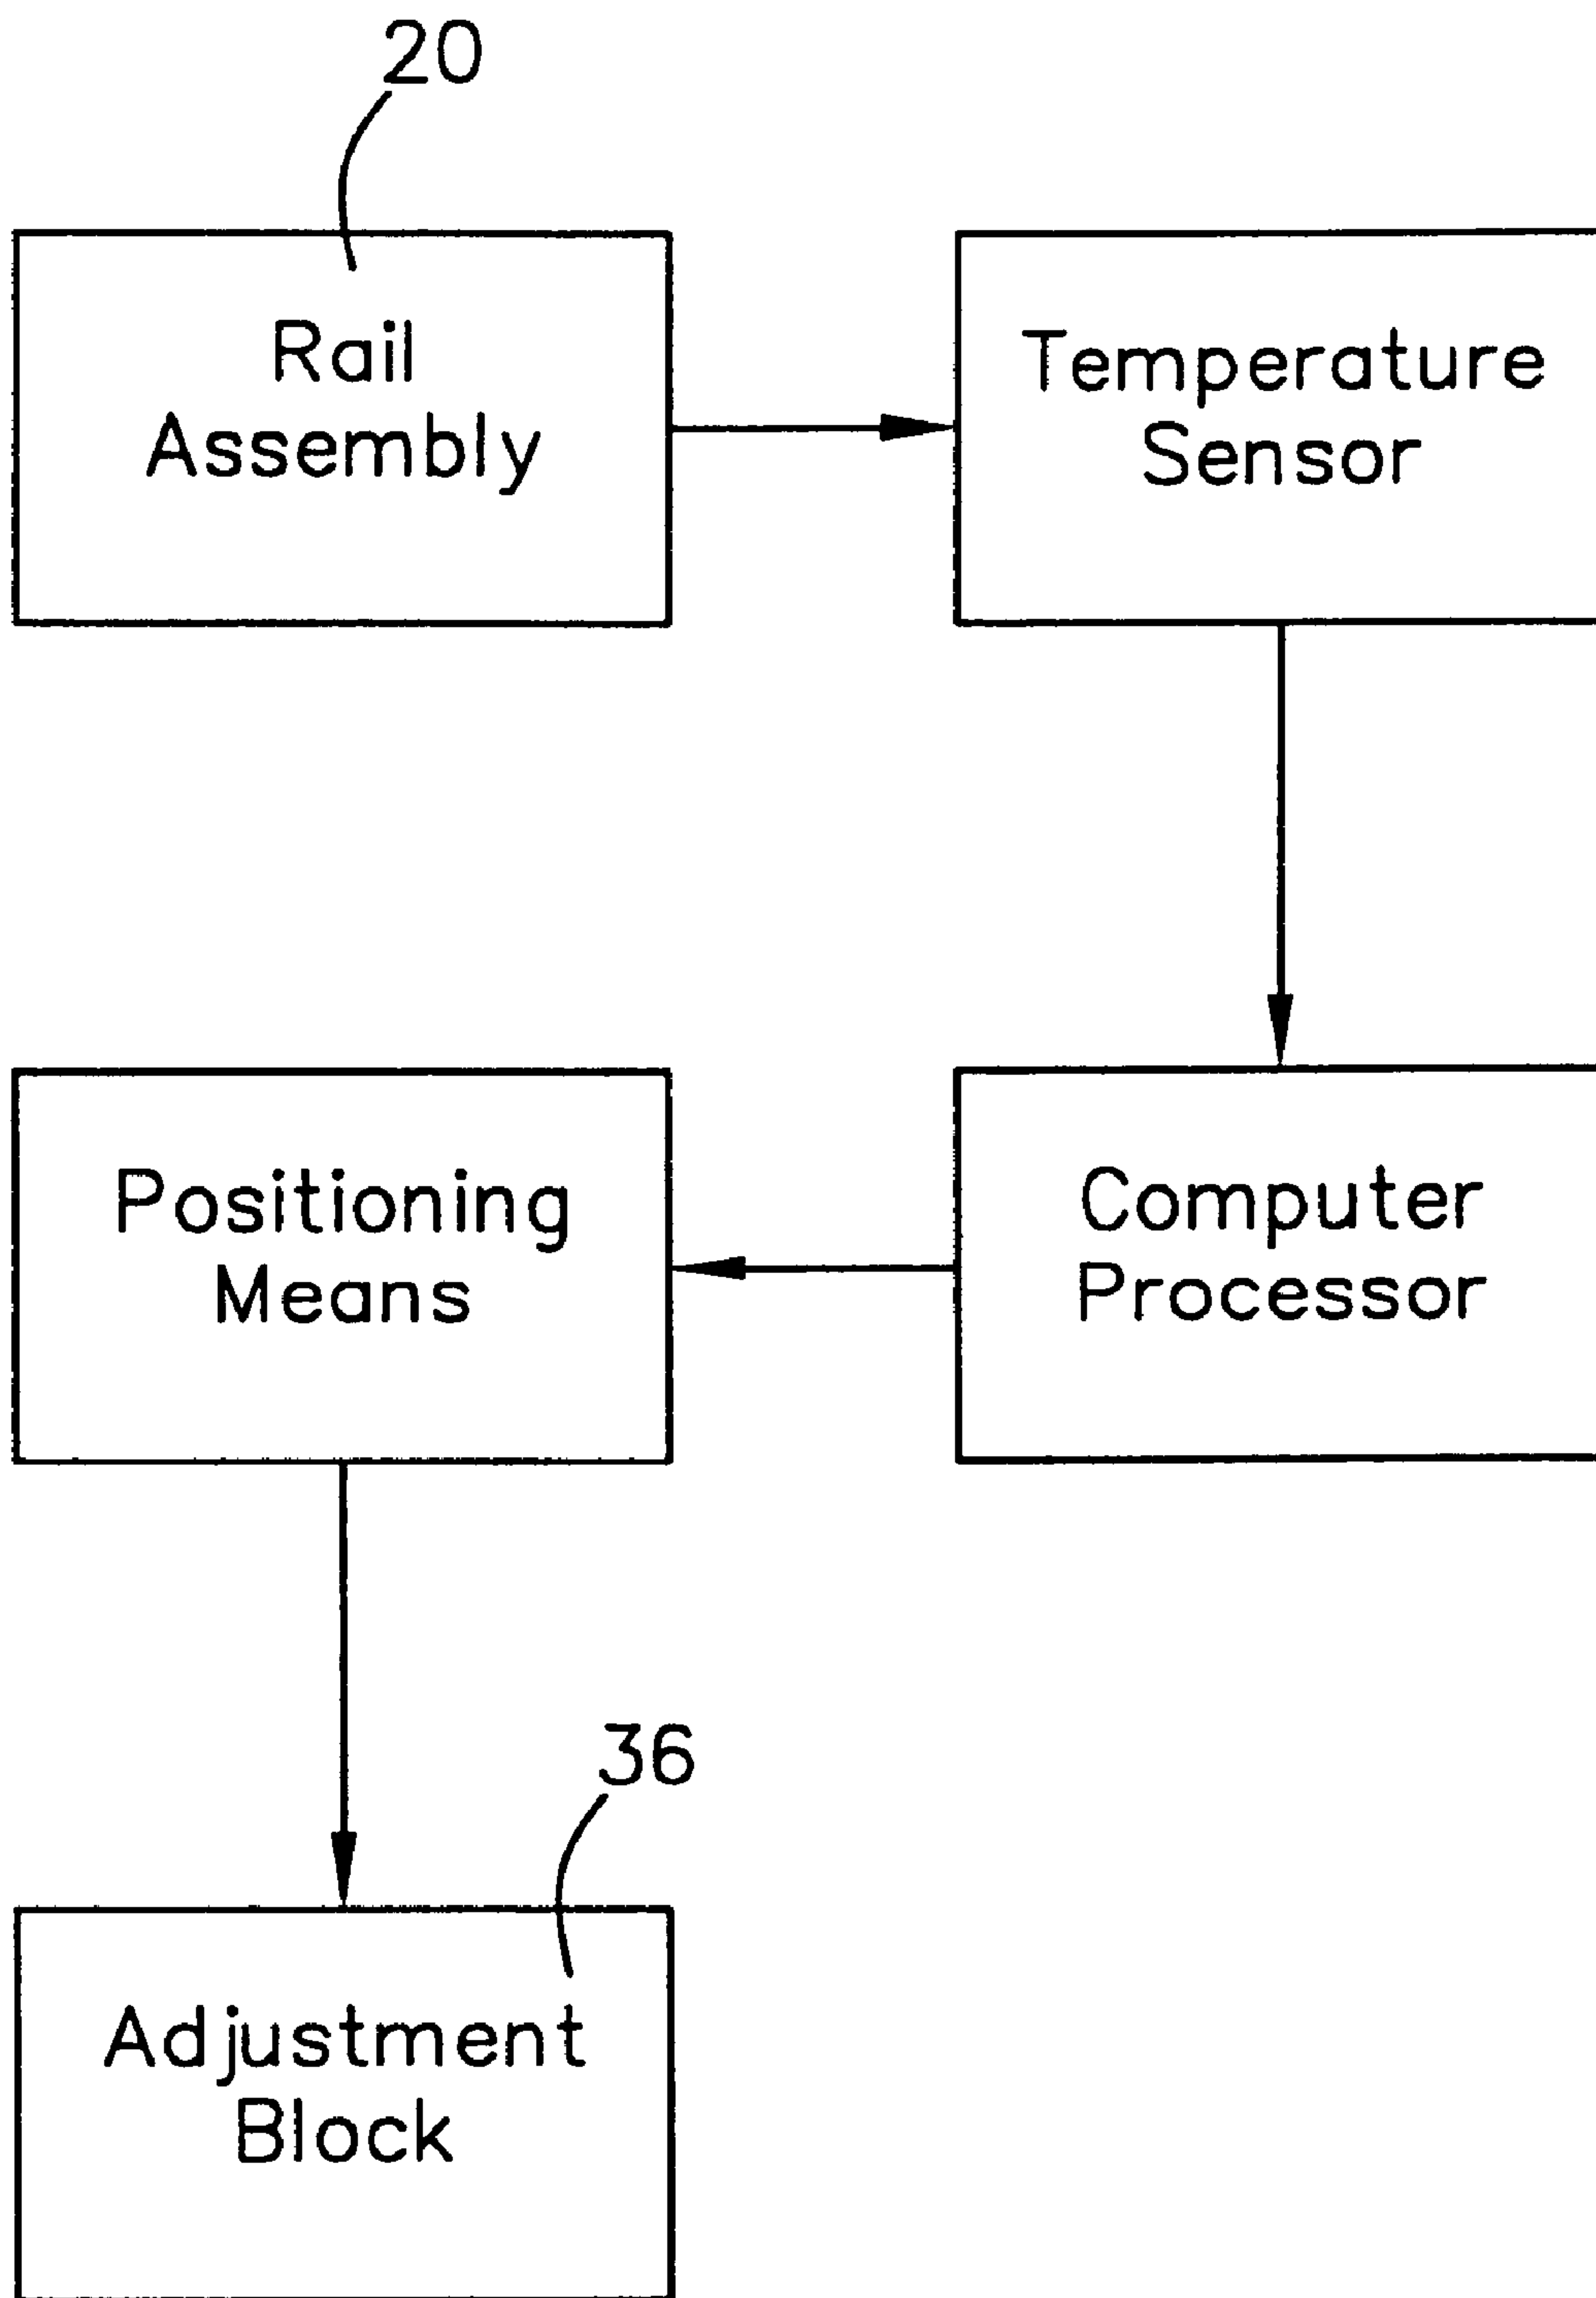 20
Rail
Assembly
Temperature
Sensor
Positioning
Means
Computer
Processor
36
Adjustment
Block